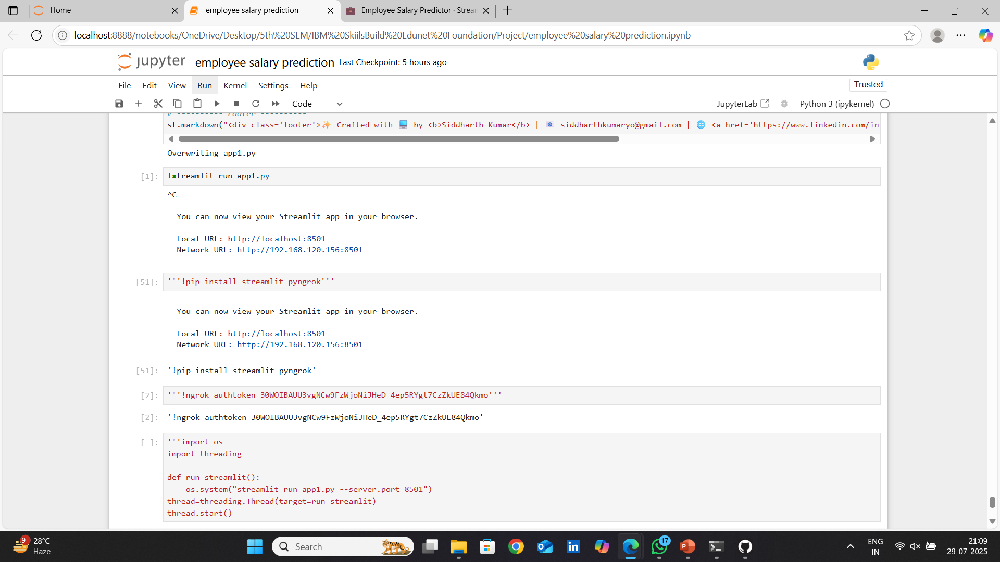 Home
employee salary prediction
Employee Salary Predictor · Strear
localhost:8888/notebooks/OneDrive/Desktop/5th%20SEM/IBM%20SkiilsBuild%20Edunet%20Foundation/Project/employee%20salary%20prediction.ipynb
jupyter employee salary prediction Last Checkpoint: 5 hours ago
File Edit View Run Kernel Settings Help
Trusted
Code
JupyterLab
Python 3 (ipykernel)
# ---------- Footer ----------
st.markdown("<div class='footer'>✨ Crafted with 💻 by <b>Siddharth Kumar</b> | 📧 siddharthkumaryo@gmail.com | 🌐 <a href='https://www.linkedin.com/in,
Overwriting app1.py
[1]: !streamlit run app1.py
^C
You can now view your Streamlit app in your browser.
Local URL: http://localhost:8501
Network URL: http://192.168.120.156:8501
[51]: '''!pip install streamlit pyngrok'''
You can now view your Streamlit app in your browser.
Local URL: http://localhost:8501
Network URL: http://192.168.120.156:8501
[51]: '!pip install streamlit pyngrok'
[2]: '''!ngrok authtoken 30WOIBAUU3vgNCw9FzWjoNiJHeD_4ep5RYgt7CzZkUE84Qkmo'''
[2]: '!ngrok authtoken 30WOIBAUU3vgNCw9FzWjoNiJHeD_4ep5RYgt7CzZkUE84Qkmo'
[ ]: '''import os
import threading
def run_streamlit():
    os.system("streamlit run app1.py --server.port 8501")
thread=threading.Thread(target=run_streamlit)
thread.start()
9+
28°C
Haze
Search
17
ENG
IN
21:09
29-07-2025